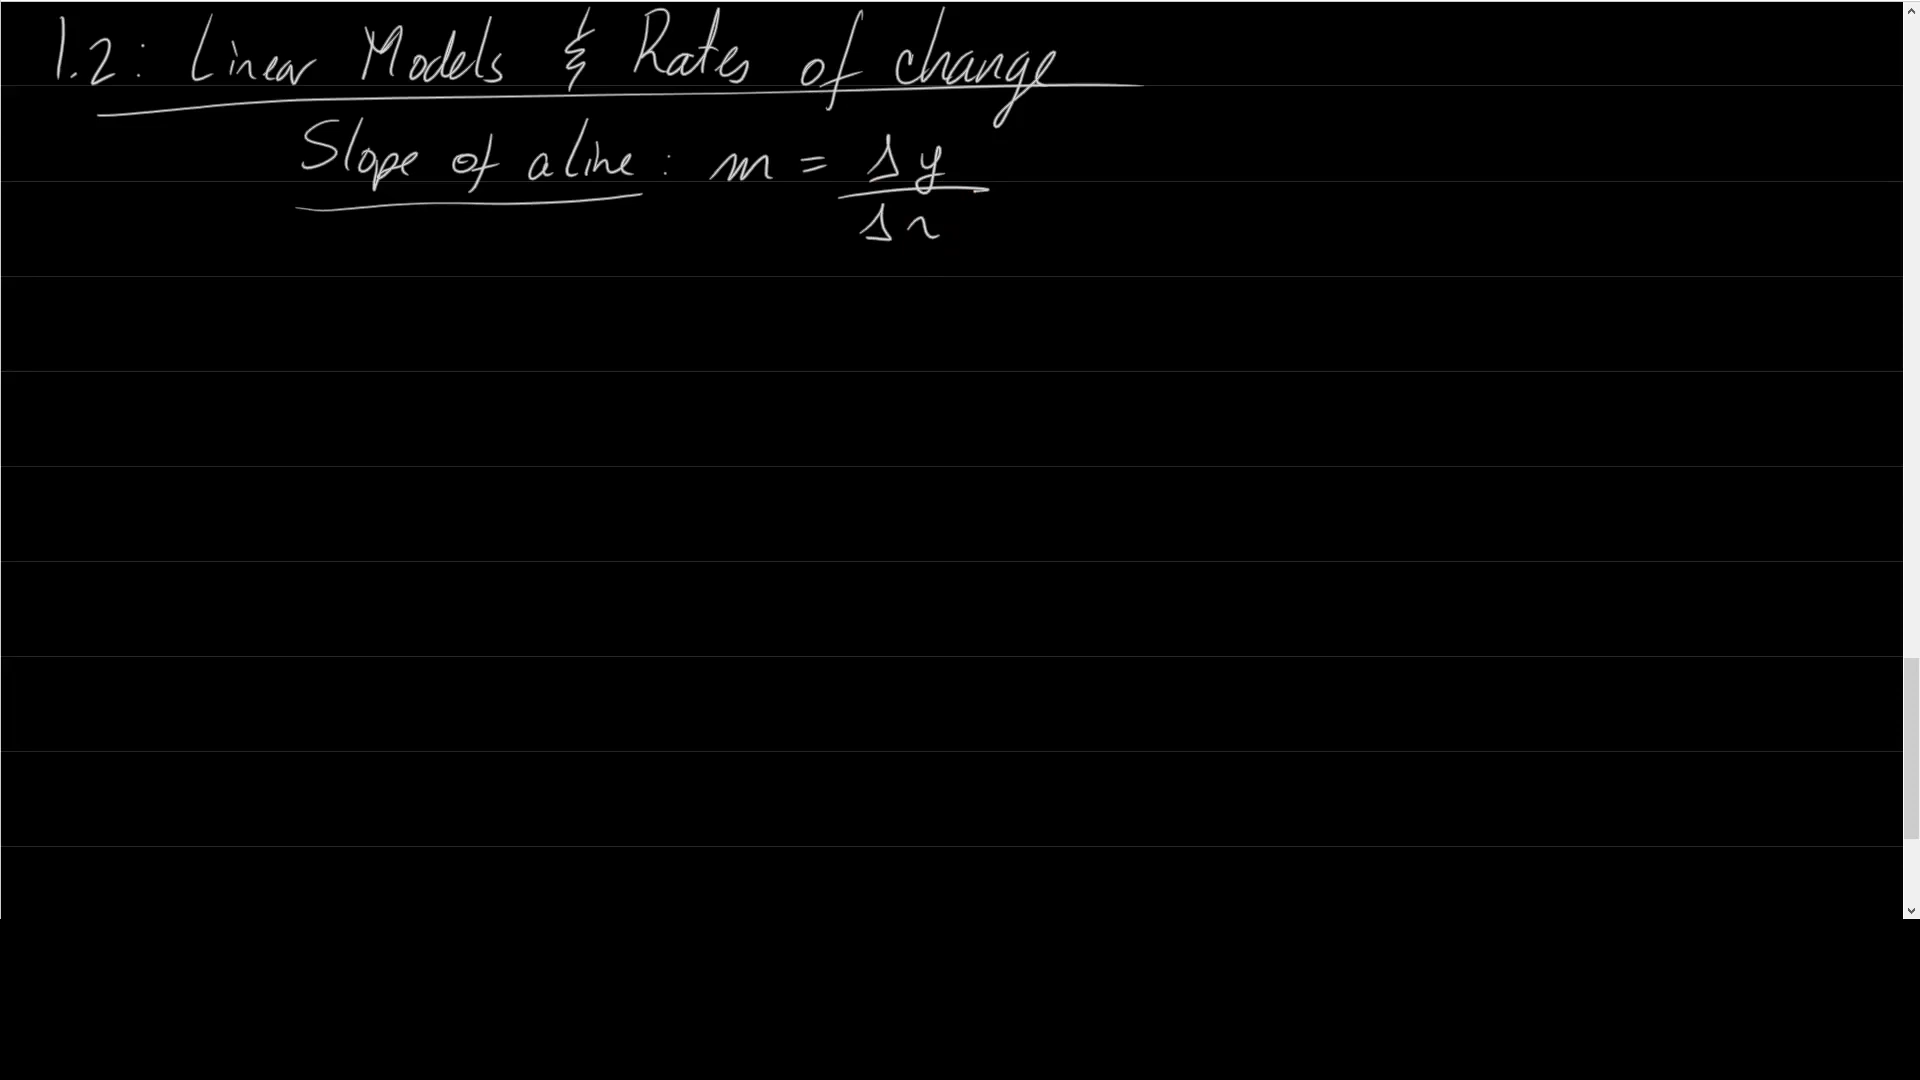 1.2: Linear Models & Rates of change
Slope of a line: m = Δy
Δx